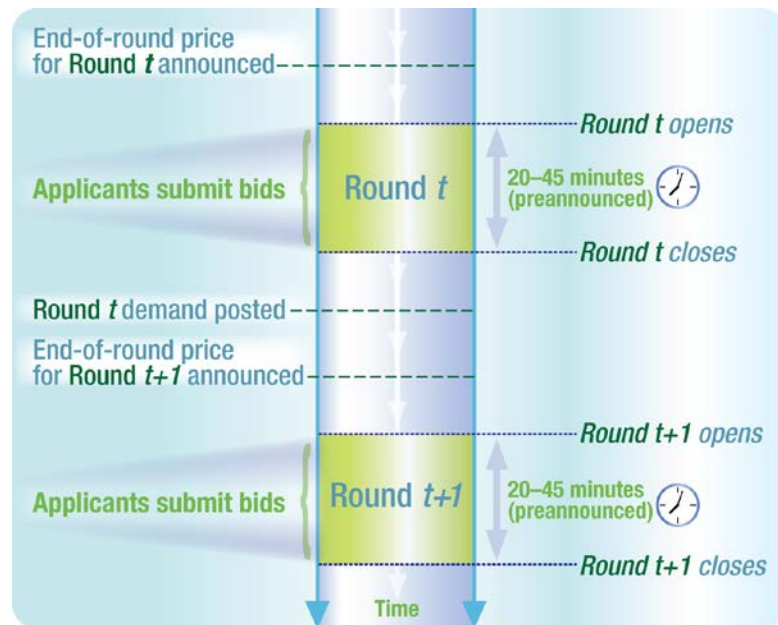 End-of-round price
for Round t announced
Round t opens
Applicants submit bids
Round t
20–45 minutes
(preannounced)
Round t closes
Round t demand posted
End-of-round price
for Round t+1 announced
Round t+1 opens
Applicants submit bids
Round t+1
20–45 minutes
(preannounced)
Round t+1 closes
Time